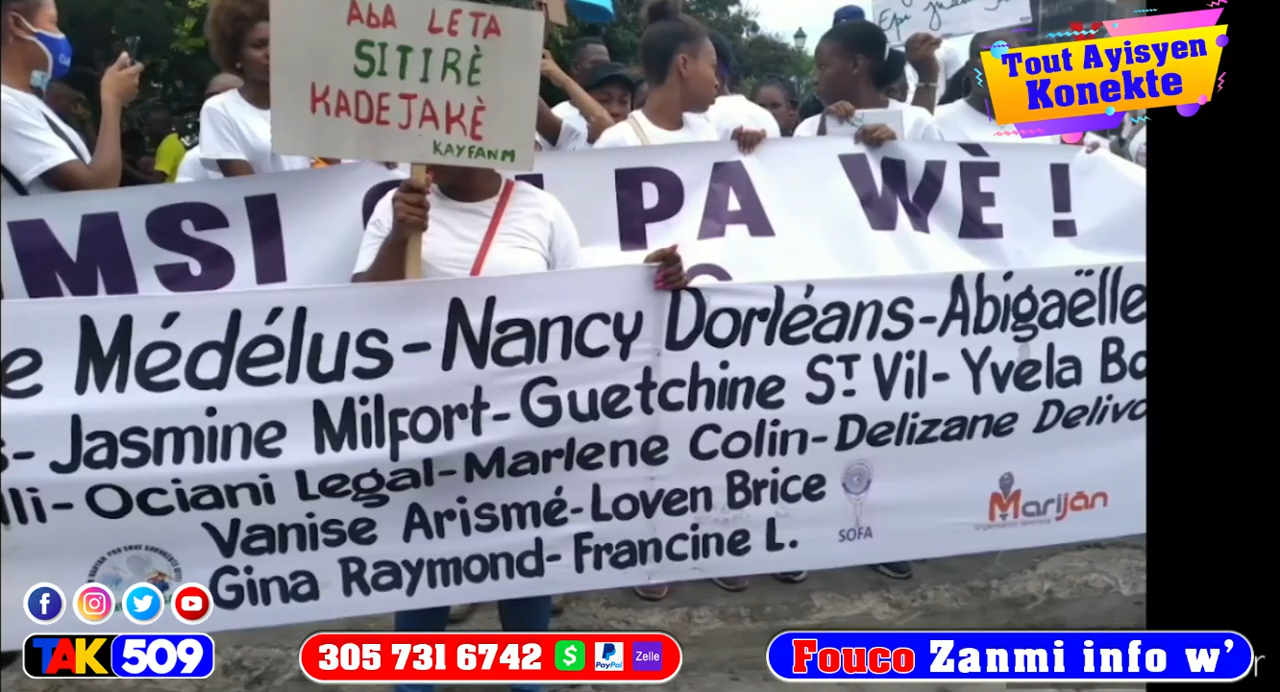 Epi
Tout Ayisyen
Konekte
ABA LETA
SITIRÈ
KADEJAKÈ
KAYFANM
MSI PA WÈ !
e Médélus-Nancy Dorléans-Abigaëlle
s- Jasmine Milfort-Guetchine ST Vil-Yvela Bo
lli-Ociani Legal-Marlene Colin-Delizane Delivo
Vanise Arismé-Loven Brice
Gina Raymond-Francine L.
SOFA
Marijàn
TAK 509
305 731 6742 $ PayPal Zelle
Fouco Zanmi info w’
r